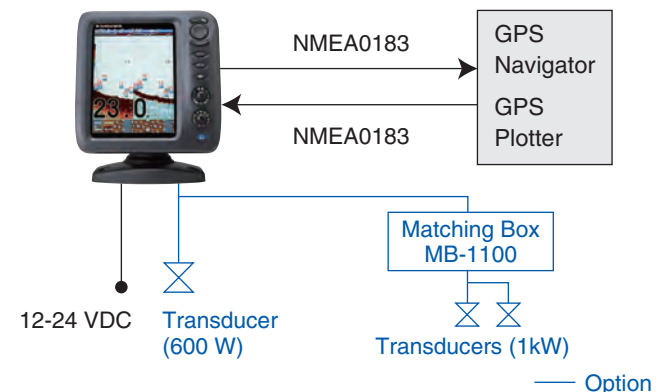 NMEA0183
GPS
Navigator
GPS
Plotter
NMEA0183
23.0
Matching Box
MB-1100
12-24 VDC
Transducer
(600 W)
Transducers (1kW)
Option